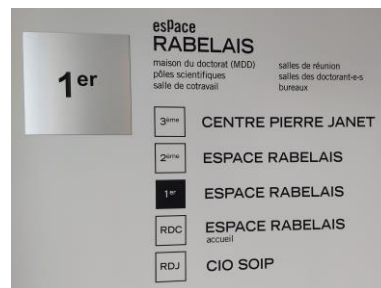 1er
espace
RABELAIS
maison du doctorat (MDD)
pôles scientifiques
salle de cotravail
salles de réunion
salles des doctorant-e-s
bureaux
3ème CENTRE PIERRE JANET
2ème ESPACE RABELAIS
1er ESPACE RABELAIS
RDC ESPACE RABELAIS
accueil
RDJ CIO SOIP